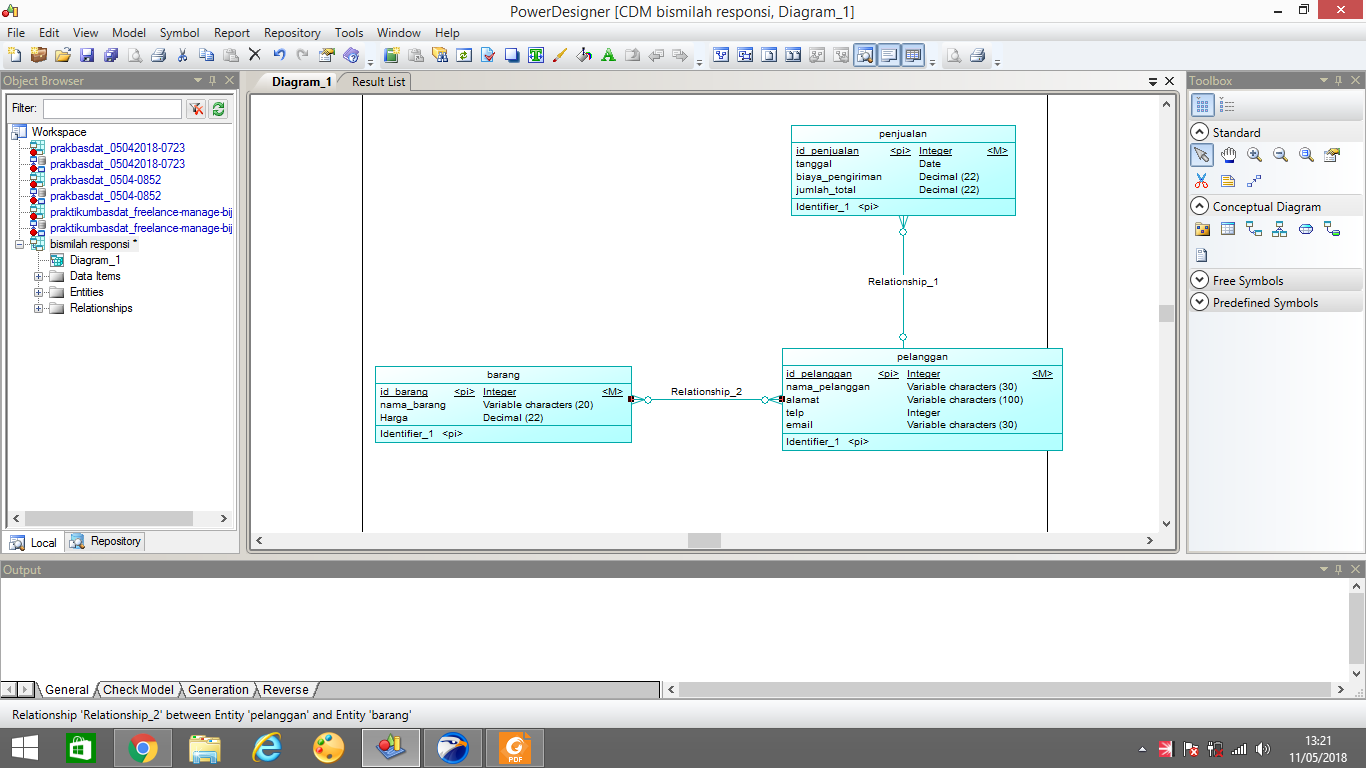 PowerDesigner [CDM bismilah responsi, Diagram_1]
File Edit View Model Symbol Report Repository Tools Window Help
Object Browser
Filter:
Workspace
prakbasdat_05042018-0723
prakbasdat_05042018-0723
prakbasdat_0504-0852
prakbasdat_0504-0852
praktikumbasdat_freelance-manage-bij
praktikumbasdat_freelance-manage-bij
bismilah responsi *
Diagram_1
Data Items
Entities
Relationships
Local Repository
Diagram_1 Result List
penjualan
id_penjualan <pi> Integer <M>
tanggal Date
biaya_pengiriman Decimal (22)
jumlah_total Decimal (22)
Identifier_1 <pi>
Relationship_1
pelanggan
id_pelanggan <pi> Integer <M>
nama_pelanggan Variable characters (30)
alamat Variable characters (100)
telp Integer
email Variable characters (30)
Identifier_1 <pi>
Relationship_2
barang
id_barang <pi> Integer <M>
nama_barang Variable characters (20)
Harga Decimal (22)
Identifier_1 <pi>
Toolbox
Standard
Conceptual Diagram
Free Symbols
Predefined Symbols
Output
General Check Model Generation Reverse
Relationship 'Relationship_2' between Entity 'pelanggan' and Entity 'barang'
PDF
13:21
11/05/2018